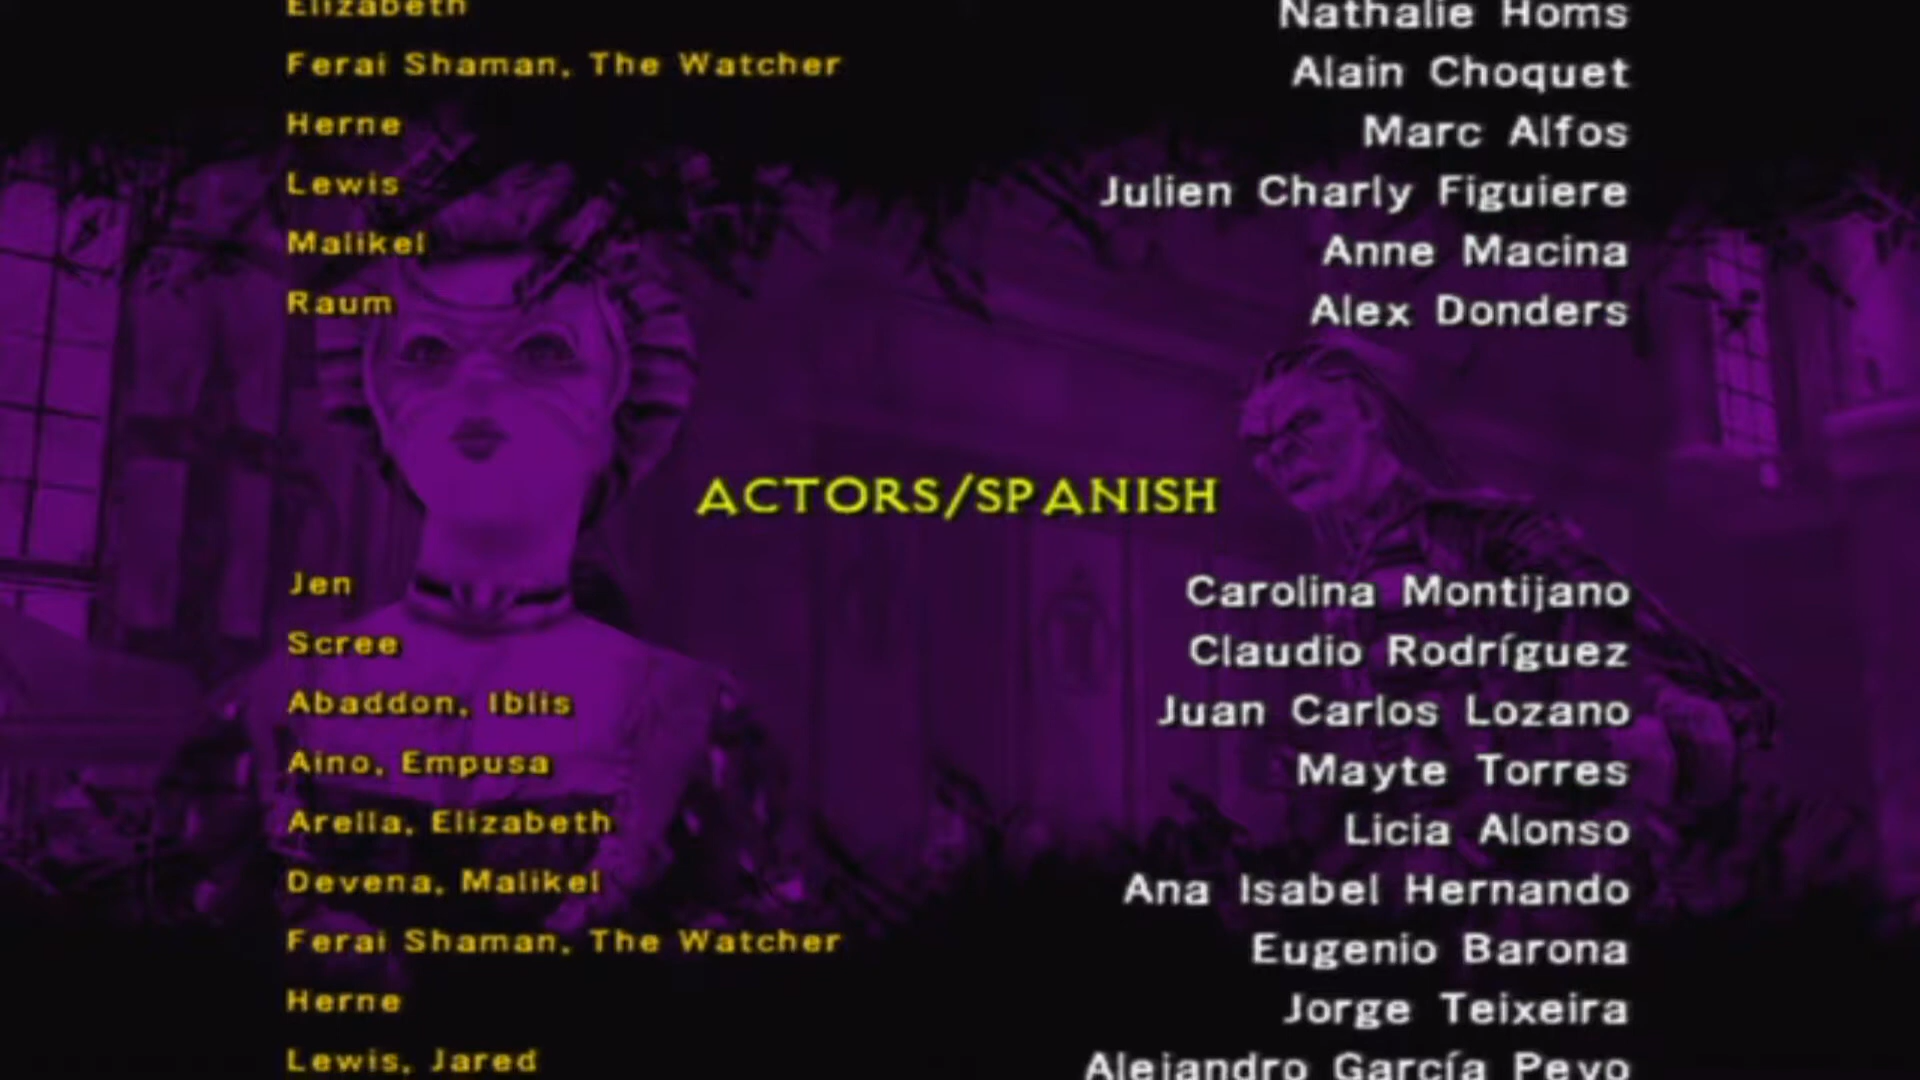 Elizabeth Nathalie Homs
Ferai Shaman, The Watcher Alain Choquet
Herne Marc Alfos
Lewis Julien Charly Figuiere
Malikel Anne Macina
Raum Alex Donders
ACTORS/SPANISH
Jen Carolina Montijano
Scree Claudio Rodríguez
Abaddon, Iblis Juan Carlos Lozano
Aino, Empusa Mayte Torres
Arella, Elizabeth Licia Alonso
Devena, Malikel Ana Isabel Hernando
Ferai Shaman, The Watcher Eugenio Barona
Herne Jorge Teixeira
Lewis, Jared Alejandro García Peyo